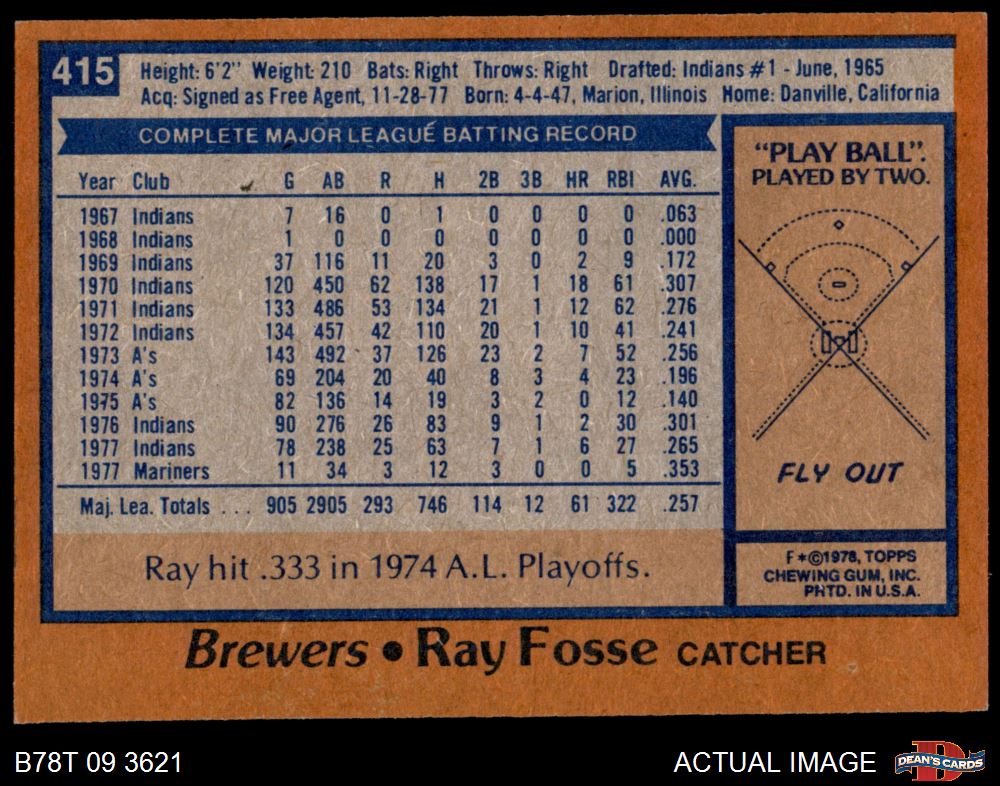 415
Height: 6'2" Weight: 210 Bats: Right Throws: Right Drafted: Indians #1 - June, 1965
Acq: Signed as Free Agent, 11-28-77 Born: 4-4-47, Marion, Illinois Home: Danville, California
COMPLETE MAJOR LEAGUE BATTING RECORD
Year Club G AB R H 2B 3B HR RBI AVG.
1967 Indians 7 16 0 1 0 0 0 0 .063
1968 Indians 1 0 0 0 0 0 0 0 .000
1969 Indians 37 116 11 20 3 0 2 9 .172
1970 Indians 120 450 62 138 17 1 18 61 .307
1971 Indians 133 486 53 134 21 1 12 62 .276
1972 Indians 134 457 42 110 20 1 10 41 .241
1973 A's 143 492 37 126 23 2 7 52 .256
1974 A's 69 204 20 40 8 3 4 23 .196
1975 A's 82 136 14 19 3 2 0 12 .140
1976 Indians 90 276 26 83 9 1 2 30 .301
1977 Indians 78 238 25 63 7 1 6 27 .265
1977 Mariners 11 34 3 12 3 0 0 5 .353
Maj. Lea. Totals . . . 905 2905 293 746 114 12 61 322 .257
Ray hit .333 in 1974 A.L. Playoffs.
"PLAY BALL".
PLAYED BY TWO.
FLY OUT
F*©1978, TOPPS
CHEWING GUM, INC.
PRTD. IN U.S.A.
Brewers • Ray Fosse CATCHER
B78T 09 3621
ACTUAL IMAGE
D
DEAN'S CARDS